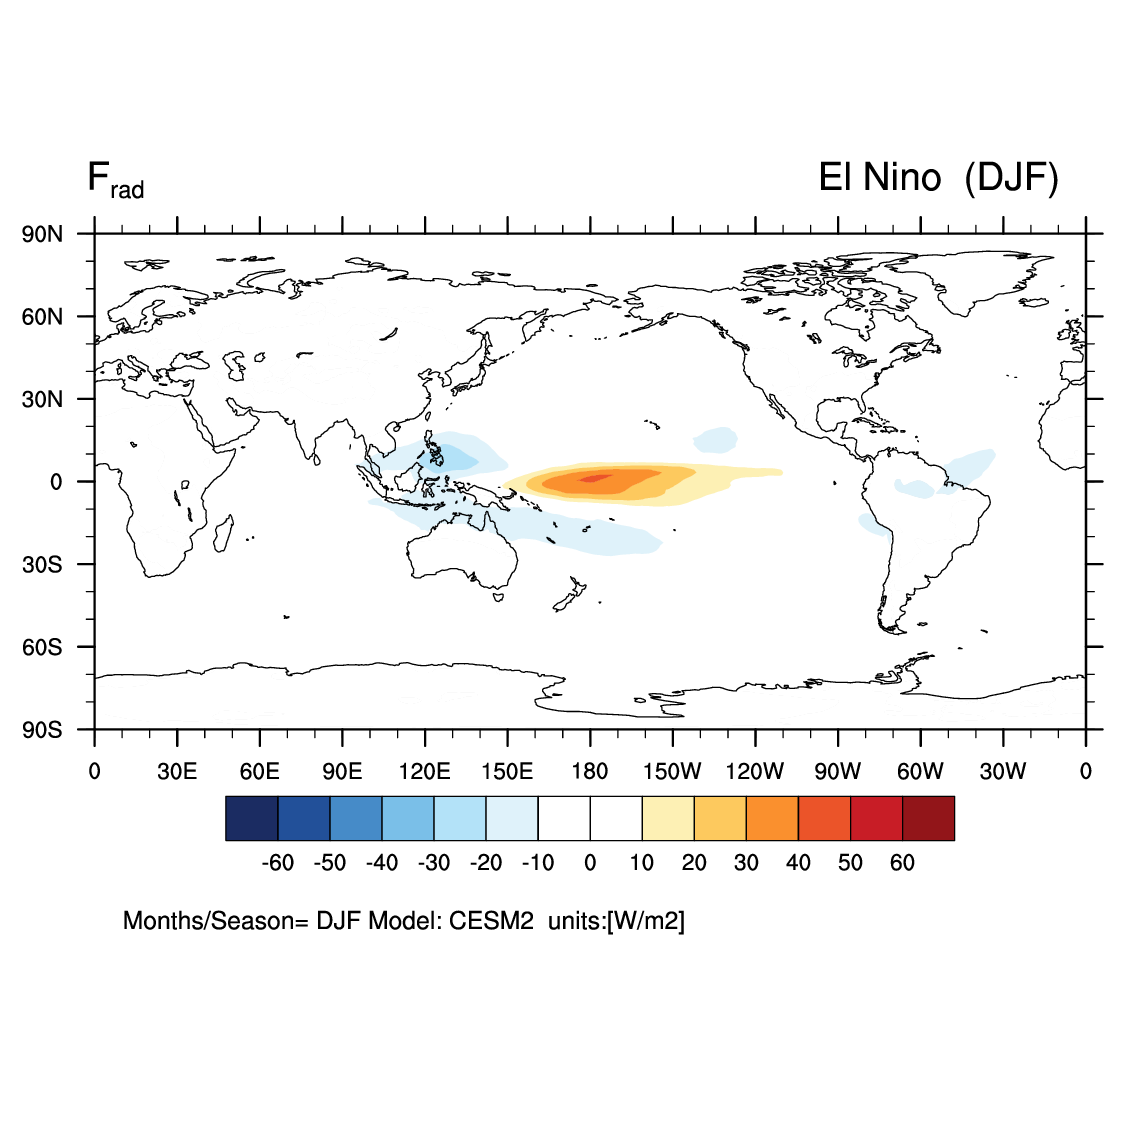 F_rad El Nino (DJF)
90N
60N
30N
0
30S
60S
90S
0 30E 60E 90E 120E 150E 180 150W 120W 90W 60W 30W 0
-60 -50 -40 -30 -20 -10 0 10 20 30 40 50 60
Months/Season= DJF Model: CESM2 units:[W/m2]